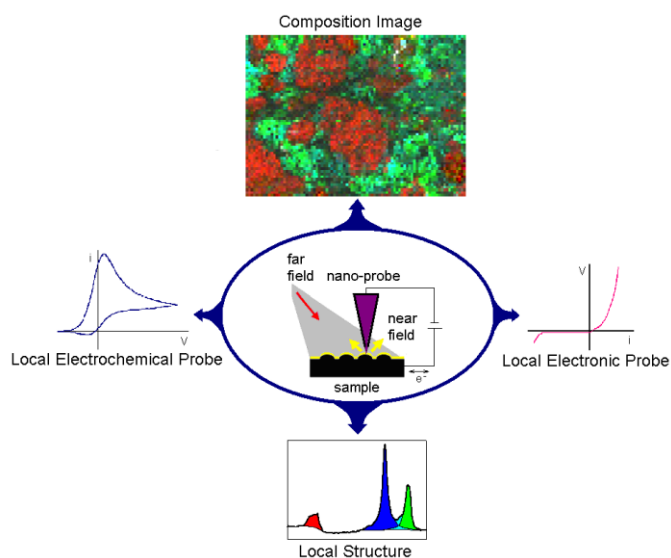 Composition Image
far
field
nano-probe
near
field
e⁻
sample
i
V
Local Electrochemical Probe
V
i
Local Electronic Probe
Local Structure